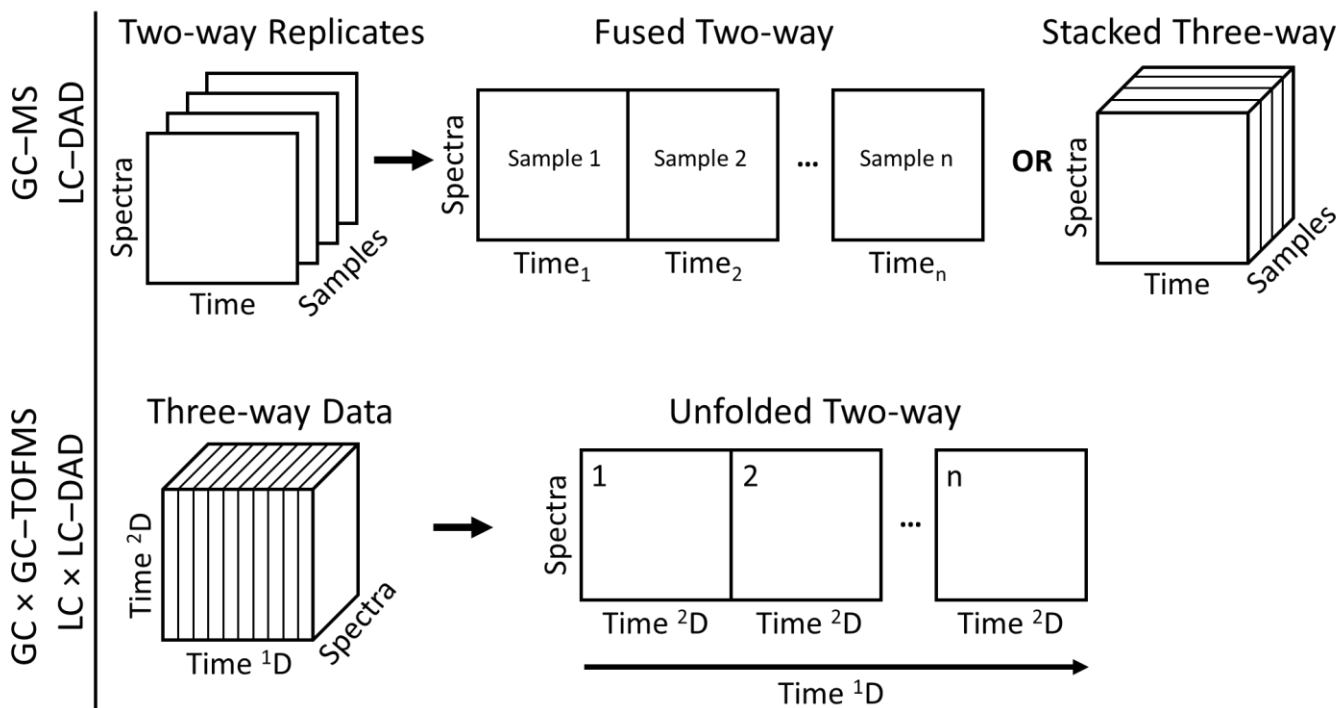 GC–MS
LC–DAD
Two-way Replicates
Spectra
Time
Samples
Fused Two-way
Spectra
Sample 1
Sample 2
...
Sample n
Time₁
Time₂
Timeₙ
OR
Stacked Three-way
Spectra
Time
Samples
GC × GC–TOFMS
LC × LC–DAD
Three-way Data
Time ²D
Time ¹D
Spectra
Unfolded Two-way
Spectra
1
2
...
n
Time ²D
Time ²D
Time ²D
Time ¹D